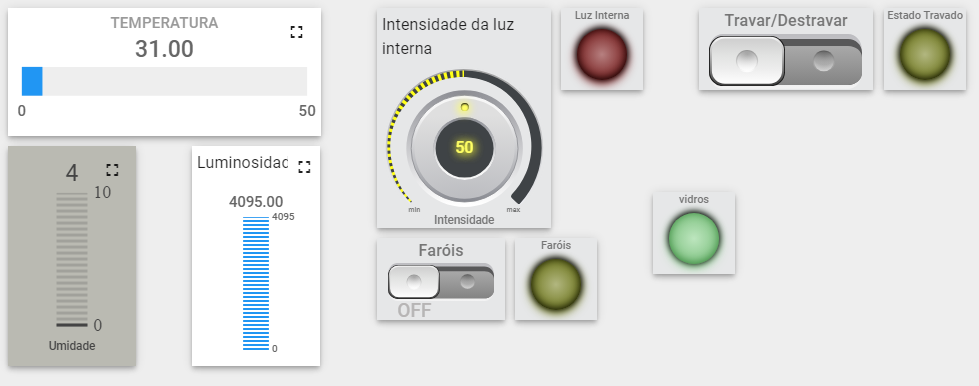 TEMPERATURA
31.00
0
50
4
10
0
Umidade
Luminosidac
4095.00
4095
0
Intensidade da luz
interna
50
min
max
Intensidade
Faróis
OFF
Luz Interna
Faróis
vidros
Travar/Destravar
Estado Travado